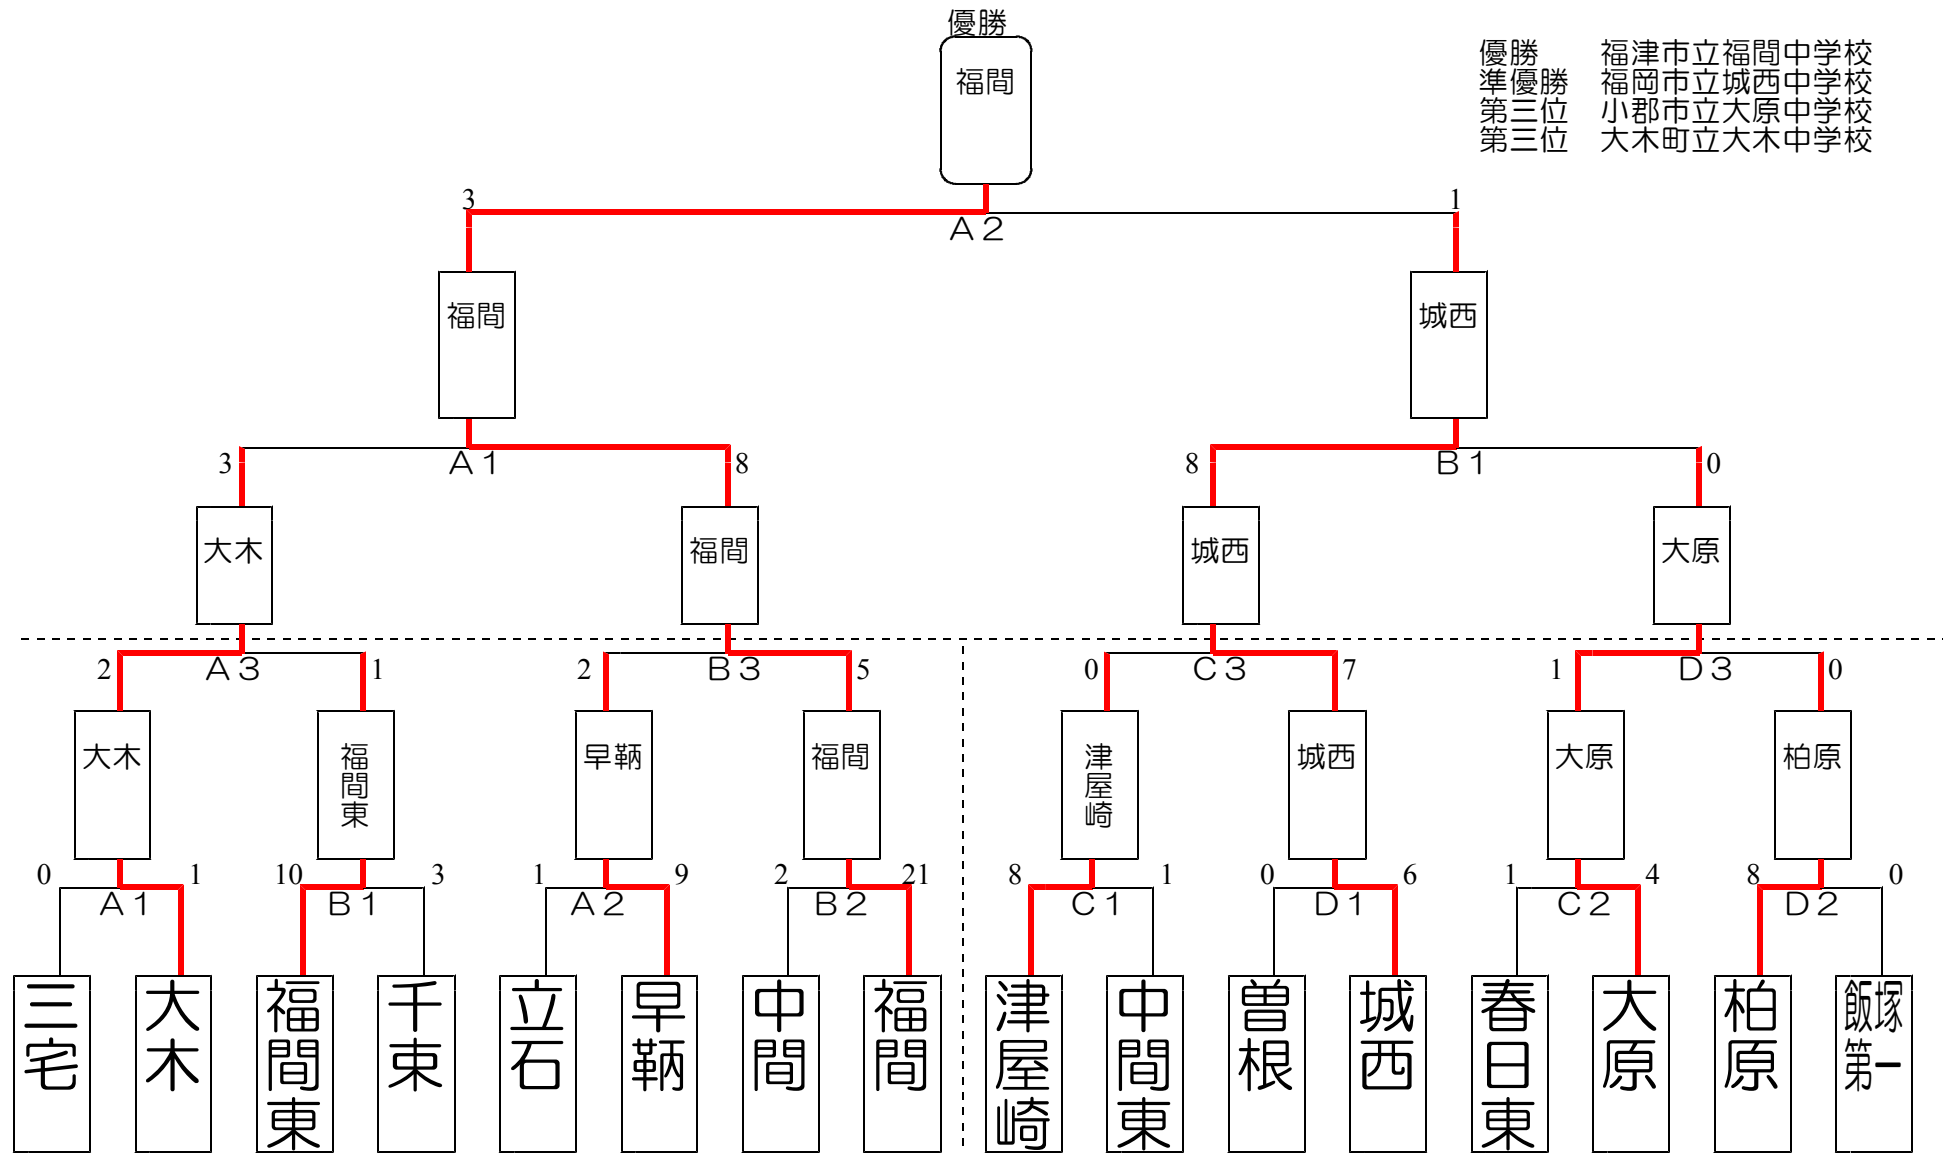 優勝
福間
優勝 福津市立福間中学校
準優勝 福岡市立城西中学校
第三位 小郡市立大原中学校
第三位 大木町立大木中学校
3 1
A2
福間 城西
3 A1 8 8 B1 0
大木 福間 城西 大原
2 A3 1 2 B3 5 0 C3 7 1 D3 0
大木 福間東 早鞆 福間 津屋崎 城西 大原 柏原
0 1 10 3 1 9 2 21 8 1 0 6 1 4 8 0
A1 B1 A2 B2 C1 D1 C2 D2
三宅 大木 福間東 千束 立石 早鞆 中間 福間 津屋崎 中間東 曽根 城西 春日東 大原 柏原 飯塚第一